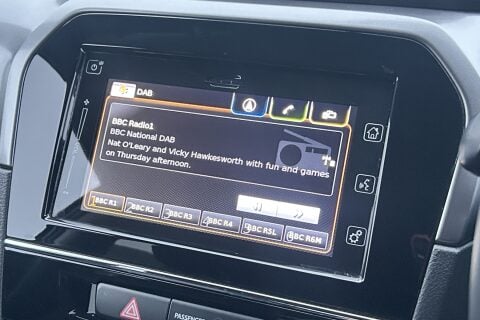 DAB
BBC Radio1
BBC National DAB
Nat O'Leary and Vicky Hawkesworth with fun and games
on Thursday afternoon.
BBC R1 BBC R2 BBC R3 BBC R4 BBC R5L BBC R6M
PASSENGER